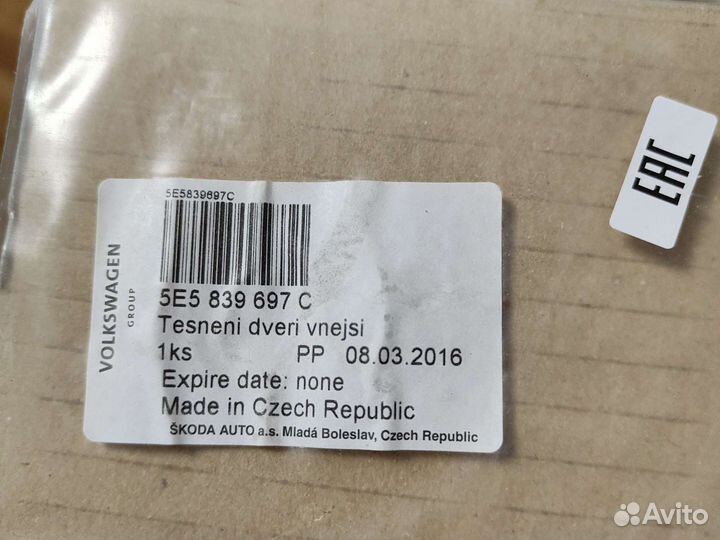 5E5839697C
VOLKSWAGEN
GROUP
5E5 839 697 C
Tesneni dveri vnejsi
1ks PP 08.03.2016
Expire date: none
Made in Czech Republic
ŠKODA AUTO a.s. Mladá Boleslav, Czech Republic
EAC
Avito